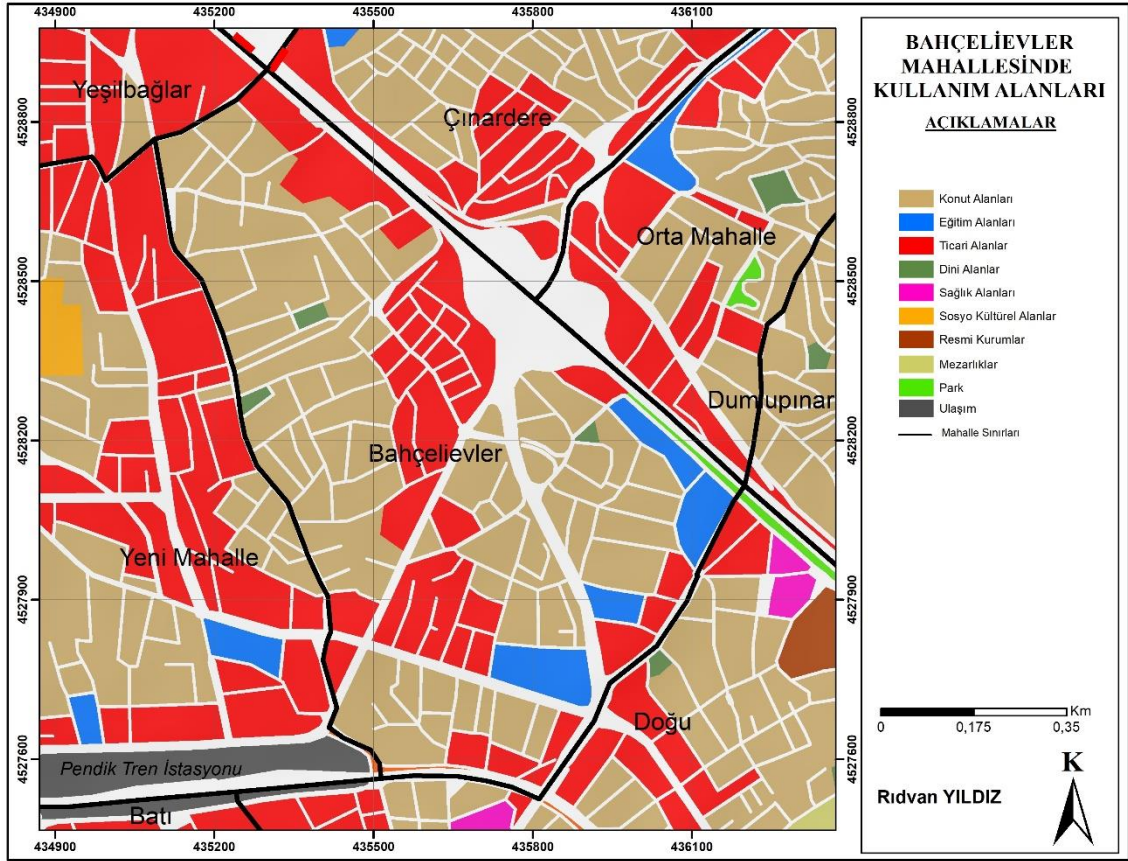 434900
435200
435500
435800
436100
4528800
4528500
4528200
4527900
4527600
Yeşilbağlar
Çınardere
Orta Mahalle
Dumlupınar
Bahçelievler
Yeni Mahalle
Doğu
Pendik Tren İstasyonu
Batı
4528800
4528500
4528200
4527900
4527600
434900
435200
435500
435800
436100
BAHÇELİEVLER
MAHALLESİNDE
KULLANIM ALANLARI
AÇIKLAMALAR
Konut Alanları
Eğitim Alanları
Ticari Alanlar
Dini Alanlar
Sağlık Alanları
Sosyo Kültürel Alanlar
Resmi Kurumlar
Mezarlıklar
Park
Ulaşım
Mahalle Sınırları
Km
0 0,175 0,35
K
Rıdvan YILDIZ